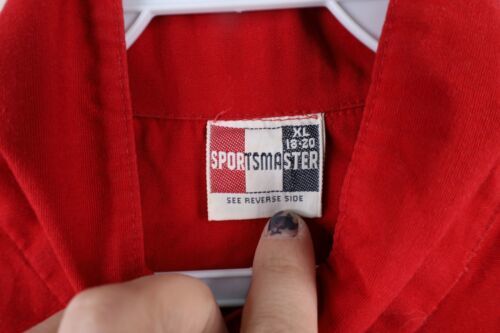 XL
18-20
SPORTSMASTER
SEE REVERSE SIDE